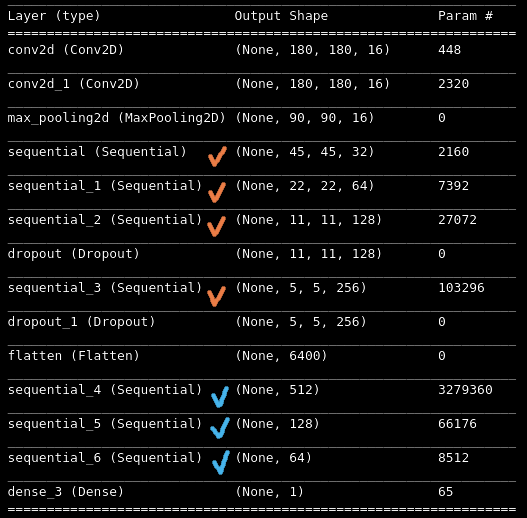 Layer (type) Output Shape Param #
conv2d (Conv2D) (None, 180, 180, 16) 448
conv2d_1 (Conv2D) (None, 180, 180, 16) 2320
max_pooling2d (MaxPooling2D) (None, 90, 90, 16) 0
sequential (Sequential) (None, 45, 45, 32) 2160
sequential_1 (Sequential) (None, 22, 22, 64) 7392
sequential_2 (Sequential) (None, 11, 11, 128) 27072
dropout (Dropout) (None, 11, 11, 128) 0
sequential_3 (Sequential) (None, 5, 5, 256) 103296
dropout_1 (Dropout) (None, 5, 5, 256) 0
flatten (Flatten) (None, 6400) 0
sequential_4 (Sequential) (None, 512) 3279360
sequential_5 (Sequential) (None, 128) 66176
sequential_6 (Sequential) (None, 64) 8512
dense_3 (Dense) (None, 1) 65